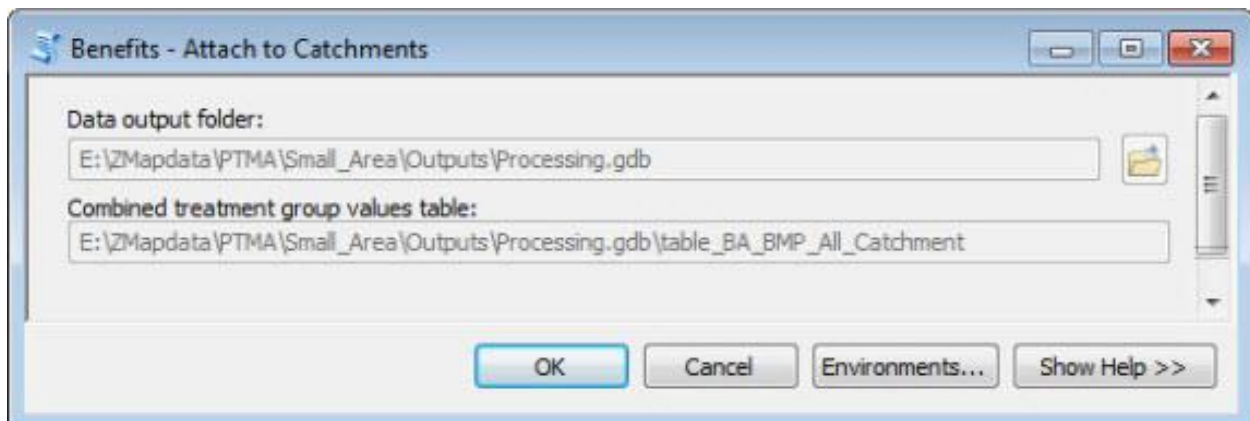 Benefits - Attach to Catchments
Data output folder:
E:\ZMapdata\PTMA\Small_Area\Outputs\Processing.gdb
Combined treatment group values table:
E:\ZMapdata\PTMA\Small_Area\Outputs\Processing.gdb\table_BA_BMP_All_Catchment
OK Cancel Environments... Show Help >>